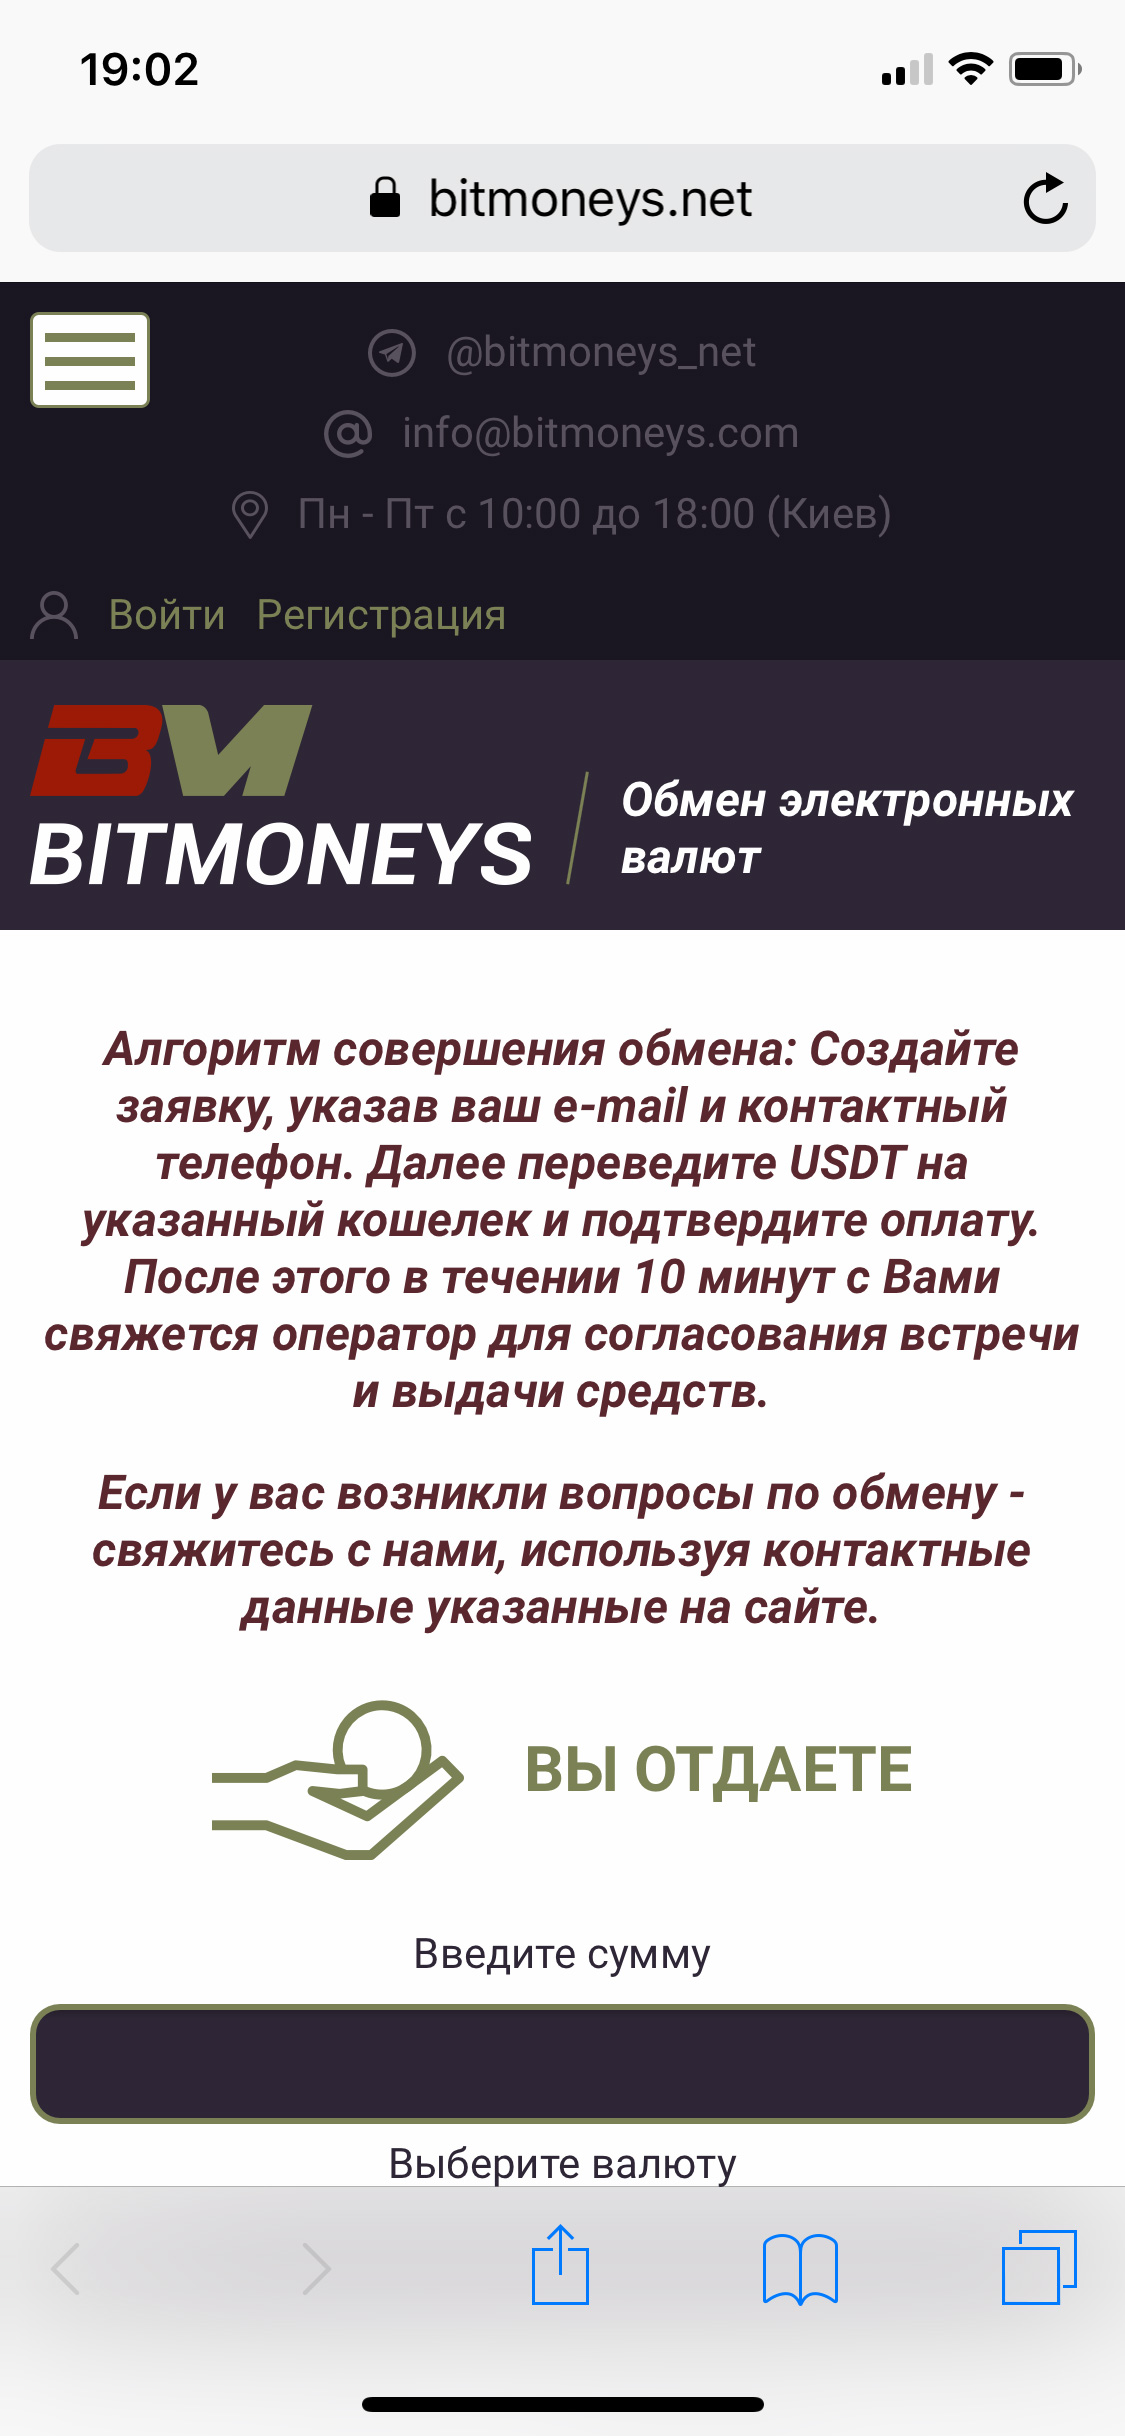 19:02
bitmoneys.net
@bitmoneys_net
info@bitmoneys.com
Пн - Пт с 10:00 до 18:00 (Киев)
Войти Регистрация
BM
BITMONEYS
Обмен электронных
валют
Алгоритм совершения обмена: Создайте
заявку, указав ваш e-mail и контактный
телефон. Далее переведите USDT на
указанный кошелек и подтвердите оплату.
После этого в течении 10 минут с Вами
свяжется оператор для согласования встречи
и выдачи средств.
Если у вас возникли вопросы по обмену -
свяжитесь с нами, используя контактные
данные указанные на сайте.
ВЫ ОТДАЕТЕ
Введите сумму
Выберите валюту